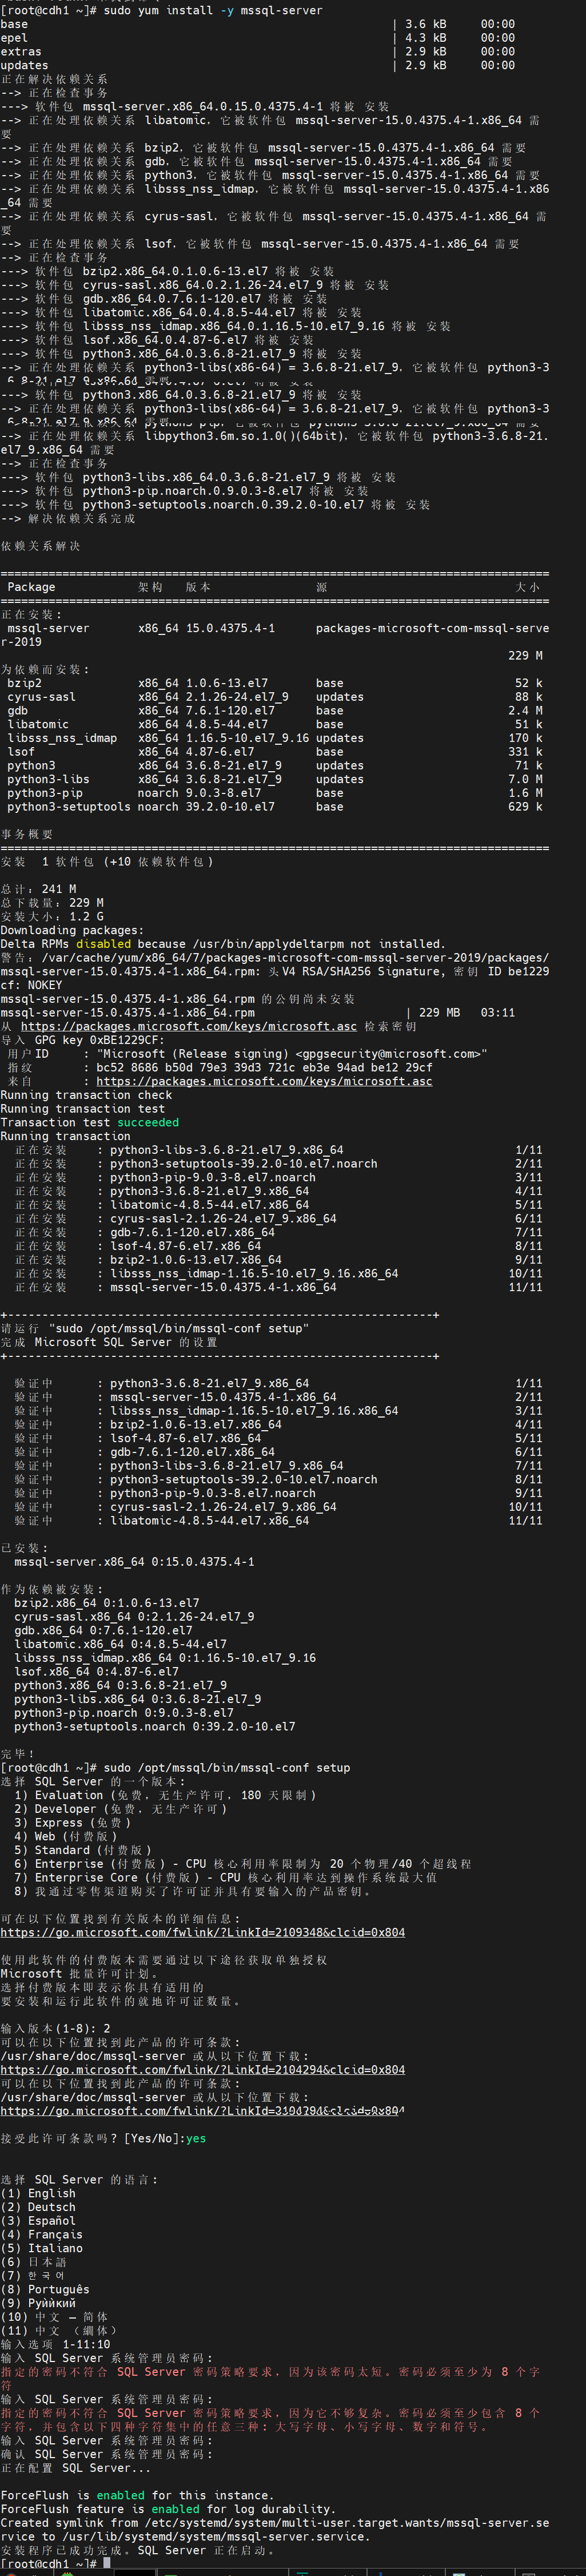 [root@cdh1 ~]# sudo yum install -y mssql-server
base | 3.6 kB 00:00
epel | 4.3 kB 00:00
extras | 2.9 kB 00:00
updates | 2.9 kB 00:00
正在解决依赖关系
--> 正在检查事务
---> 软件包 mssql-server.x86_64.0.15.0.4375.4-1 将被 安装
--> 正在处理依赖关系 libatomic，它被软件包 mssql-server-15.0.4375.4-1.x86_64 需
要
--> 正在处理依赖关系 bzip2，它被软件包 mssql-server-15.0.4375.4-1.x86_64 需要
--> 正在处理依赖关系 gdb，它被软件包 mssql-server-15.0.4375.4-1.x86_64 需要
--> 正在处理依赖关系 python3，它被软件包 mssql-server-15.0.4375.4-1.x86_64 需要
--> 正在处理依赖关系 libsss_nss_idmap，它被软件包 mssql-server-15.0.4375.4-1.x86
_64 需要
--> 正在处理依赖关系 cyrus-sasl，它被软件包 mssql-server-15.0.4375.4-1.x86_64 需
要
--> 正在处理依赖关系 lsof，它被软件包 mssql-server-15.0.4375.4-1.x86_64 需要
--> 正在检查事务
---> 软件包 bzip2.x86_64.0.1.0.6-13.el7 将被 安装
---> 软件包 cyrus-sasl.x86_64.0.2.1.26-24.el7_9 将被 安装
---> 软件包 gdb.x86_64.0.7.6.1-120.el7 将被 安装
---> 软件包 libatomic.x86_64.0.4.8.5-44.el7 将被 安装
---> 软件包 libsss_nss_idmap.x86_64.0.1.16.5-10.el7_9.16 将被 安装
---> 软件包 lsof.x86_64.0.4.87-6.el7 将被 安装
---> 软件包 python3.x86_64.0.3.6.8-21.el7_9 将被 安装
--> 正在处理依赖关系 python3-libs(x86-64) = 3.6.8-21.el7_9，它被软件包 python3-3
.6.8-21.el7_9.x86_64 需要
---> 软件包 python3.x86_64.0.3.6.8-21.el7_9 将被 安装
--> 正在处理依赖关系 python3-libs(x86-64) = 3.6.8-21.el7_9，它被软件包 python3-3
.6.8-21.el7_9.x86_64 需要
--> 正在处理依赖关系 libpython3.6m.so.1.0()(64bit)，它被软件包 python3-3.6.8-21.
el7_9.x86_64 需要
--> 正在检查事务
---> 软件包 python3-libs.x86_64.0.3.6.8-21.el7_9 将被 安装
---> 软件包 python3-pip.noarch.0.9.0.3-8.el7 将被 安装
---> 软件包 python3-setuptools.noarch.0.39.2.0-10.el7 将被 安装
--> 解决依赖关系完成
依赖关系解决
================================================================================
Package 架构 版本 源 大小
================================================================================
正在安装:
mssql-server x86_64 15.0.4375.4-1 packages-microsoft-com-mssql-serve
r-2019
229 M
为依赖而安装:
bzip2 x86_64 1.0.6-13.el7 base 52 k
cyrus-sasl x86_64 2.1.26-24.el7_9 updates 88 k
gdb x86_64 7.6.1-120.el7 base 2.4 M
libatomic x86_64 4.8.5-44.el7 base 51 k
libsss_nss_idmap x86_64 1.16.5-10.el7_9.16 updates 170 k
lsof x86_64 4.87-6.el7 base 331 k
python3 x86_64 3.6.8-21.el7_9 updates 71 k
python3-libs x86_64 3.6.8-21.el7_9 updates 7.0 M
python3-pip noarch 9.0.3-8.el7 base 1.6 M
python3-setuptools noarch 39.2.0-10.el7 base 629 k
事务概要
================================================================================
安装 1 软件包 (+10 依赖软件包)
总计：241 M
总下载量：229 M
安装大小：1.2 G
Downloading packages:
Delta RPMs disabled because /usr/bin/applydeltarpm not installed.
警告：/var/cache/yum/x86_64/7/packages-microsoft-com-mssql-server-2019/packages/
mssql-server-15.0.4375.4-1.x86_64.rpm: 头V4 RSA/SHA256 Signature, 密钥 ID be1229
cf: NOKEY
mssql-server-15.0.4375.4-1.x86_64.rpm 的公钥尚未安装
mssql-server-15.0.4375.4-1.x86_64.rpm | 229 MB 03:11
从 https://packages.microsoft.com/keys/microsoft.asc 检索密钥
导入 GPG key 0xBE1229CF:
用户ID : "Microsoft (Release signing) <gpgsecurity@microsoft.com>"
指纹 : bc52 8686 b50d 79e3 39d3 721c eb3e 94ad be12 29cf
来自 : https://packages.microsoft.com/keys/microsoft.asc
Running transaction check
Running transaction test
Transaction test succeeded
Running transaction
正在安装 : python3-libs-3.6.8-21.el7_9.x86_64 1/11
正在安装 : python3-setuptools-39.2.0-10.el7.noarch 2/11
正在安装 : python3-pip-9.0.3-8.el7.noarch 3/11
正在安装 : python3-3.6.8-21.el7_9.x86_64 4/11
正在安装 : libatomic-4.8.5-44.el7.x86_64 5/11
正在安装 : cyrus-sasl-2.1.26-24.el7_9.x86_64 6/11
正在安装 : gdb-7.6.1-120.el7.x86_64 7/11
正在安装 : lsof-4.87-6.el7.x86_64 8/11
正在安装 : bzip2-1.0.6-13.el7.x86_64 9/11
正在安装 : libsss_nss_idmap-1.16.5-10.el7_9.16.x86_64 10/11
正在安装 : mssql-server-15.0.4375.4-1.x86_64 11/11
+--------------------------------------------------------------+
请运行 "sudo /opt/mssql/bin/mssql-conf setup"
完成 Microsoft SQL Server 的设置
+--------------------------------------------------------------+
验证中 : python3-3.6.8-21.el7_9.x86_64 1/11
验证中 : mssql-server-15.0.4375.4-1.x86_64 2/11
验证中 : libsss_nss_idmap-1.16.5-10.el7_9.16.x86_64 3/11
验证中 : bzip2-1.0.6-13.el7.x86_64 4/11
验证中 : lsof-4.87-6.el7.x86_64 5/11
验证中 : gdb-7.6.1-120.el7.x86_64 6/11
验证中 : python3-libs-3.6.8-21.el7_9.x86_64 7/11
验证中 : python3-setuptools-39.2.0-10.el7.noarch 8/11
验证中 : python3-pip-9.0.3-8.el7.noarch 9/11
验证中 : cyrus-sasl-2.1.26-24.el7_9.x86_64 10/11
验证中 : libatomic-4.8.5-44.el7.x86_64 11/11
已安装:
mssql-server.x86_64 0:15.0.4375.4-1
作为依赖被安装:
bzip2.x86_64 0:1.0.6-13.el7
cyrus-sasl.x86_64 0:2.1.26-24.el7_9
gdb.x86_64 0:7.6.1-120.el7
libatomic.x86_64 0:4.8.5-44.el7
libsss_nss_idmap.x86_64 0:1.16.5-10.el7_9.16
lsof.x86_64 0:4.87-6.el7
python3.x86_64 0:3.6.8-21.el7_9
python3-libs.x86_64 0:3.6.8-21.el7_9
python3-pip.noarch 0:9.0.3-8.el7
python3-setuptools.noarch 0:39.2.0-10.el7
完毕！
[root@cdh1 ~]# sudo /opt/mssql/bin/mssql-conf setup
选择 SQL Server 的一个版本:
1) Evaluation (免费，无生产许可，180 天限制)
2) Developer (免费，无生产许可)
3) Express (免费)
4) Web (付费版)
5) Standard (付费版)
6) Enterprise (付费版) - CPU 核心利用率限制为 20 个物理/40 个超线程
7) Enterprise Core (付费版) - CPU 核心利用率达到操作系统最大值
8) 我通过零售渠道购买了许可证并具有要输入的产品密钥。
可在以下位置找到有关版本的详细信息:
https://go.microsoft.com/fwlink/?LinkId=2109348&clcid=0x804
使用此软件的付费版本需要通过以下途径获取单独授权
Microsoft 批量许可计划。
选择付费版本即表示你具有适用的
要安装和运行此软件的就地许可证数量。
输入版本(1-8): 2
可以在以下位置找到此产品的许可条款:
/usr/share/doc/mssql-server 或从以下位置下载:
https://go.microsoft.com/fwlink/?LinkId=2104294&clcid=0x804
可以在以下位置找到此产品的许可条款:
/usr/share/doc/mssql-server 或从以下位置下载:
https://go.microsoft.com/fwlink/?LinkId=2104294&clcid=0x804
接受此许可条款吗? [Yes/No]:yes
选择 SQL Server 的语言:
(1) English
(2) Deutsch
(3) Español
(4) Français
(5) Italiano
(6) 日本語
(7) 한국어
(8) Português
(9) Руѝѝкий
(10) 中文 – 简体
(11) 中文 （繝体）
输入选项 1-11:10
输入 SQL Server 系统管理员密码:
指定的密码不符合 SQL Server 密码策略要求，因为该密码太短。密码必须至少为 8 个字
符
输入 SQL Server 系统管理员密码:
指定的密码不符合 SQL Server 密码策略要求，因为它不够复杂。密码必须至少包含 8 个
字符，并包含以下四种字符集中的任意三种: 大写字母、小写字母、数字和符号。
输入 SQL Server 系统管理员密码:
确认 SQL Server 系统管理员密码:
正在配置 SQL Server...
ForceFlush is enabled for this instance.
ForceFlush feature is enabled for log durability.
Created symlink from /etc/systemd/system/multi-user.target.wants/mssql-server.se
rvice to /usr/lib/systemd/system/mssql-server.service.
安装程序已成功完成。SQL Server 正在启动。
[root@cdh1 ~]#